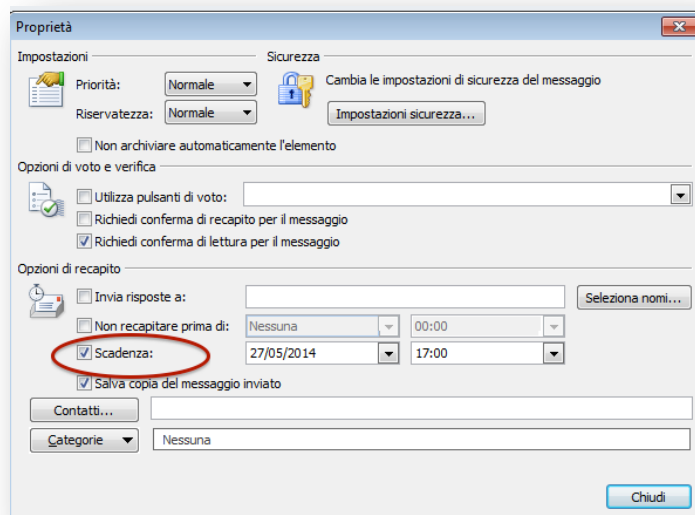 Proprietà
Impostazioni Sicurezza
Priorità: Normale Cambia le impostazioni di sicurezza del messaggio
Riservatezza: Normale Impostazioni sicurezza...
Non archiviare automaticamente l'elemento
Opzioni di voto e verifica
Utilizza pulsanti di voto:
Richiedi conferma di recapito per il messaggio
Richiedi conferma di lettura per il messaggio
Opzioni di recapito
Invia risposte a: Seleziona nomi...
Non recapitare prima di: Nessuna 00:00
Scadenza: 27/05/2014 17:00
Salva copia del messaggio inviato
Contatti...
Categorie Nessuna
Chiudi